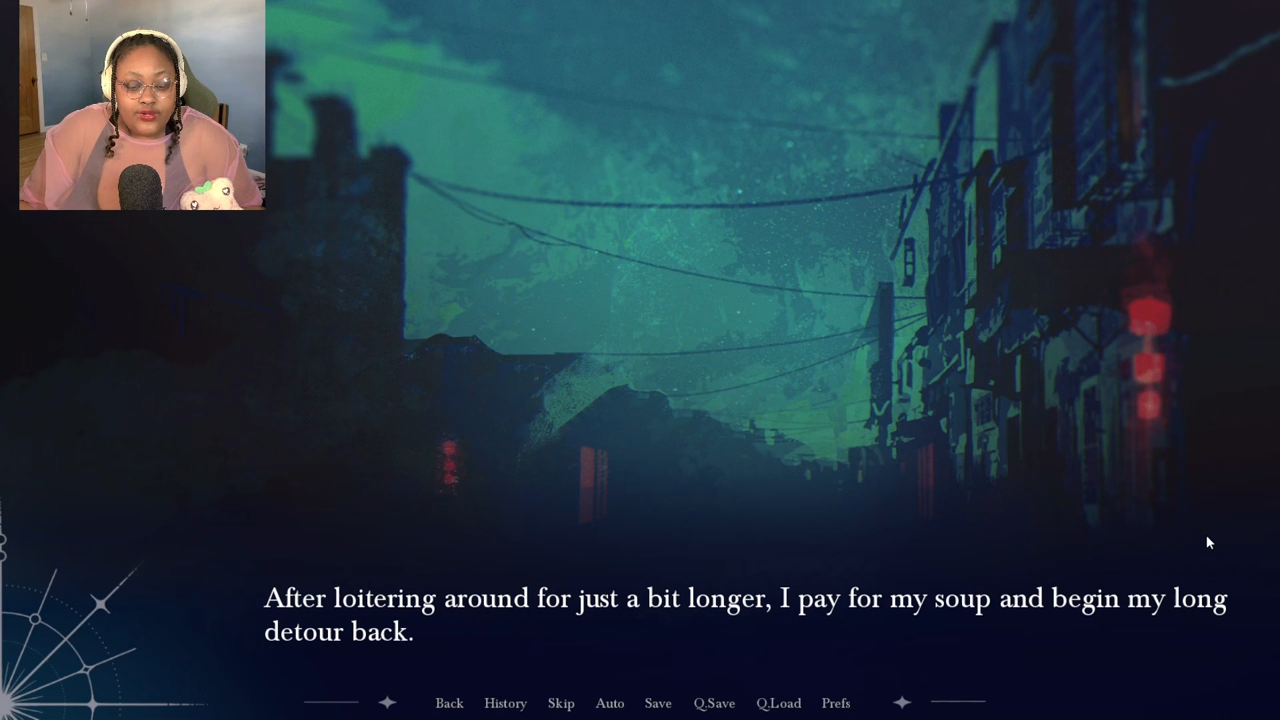 After loitering around for just a bit longer, I pay for my soup and begin my long
detour back.
Back History Skip Auto Save Q.Save Q.Load Prefs